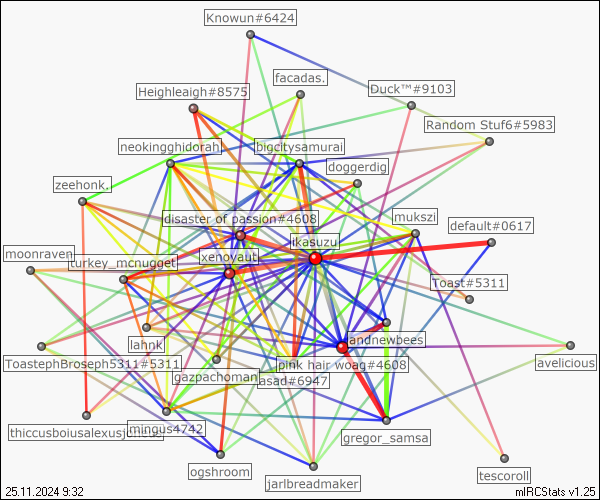 Knowun#6424
facadas.
Heighleaigh#8575
Duck™#9103
Random Stuf6#5983
neokingghidorah
bigcitysamurai
doggerdig
zeehonk.
disaster of passion#4608
mukszi
default#0617
ikasuzu
moonraven
turkey_mcnugget
xenoyaut
Toast#5311
lahnk
andnewbees
ToastephBroseph5311#5311
pink hair woag#4608
avelicious
gazpachoman
asad#6947
thiccusboiusalexusj
mingus4742
gregor_samsa
ogshroom
tescoroll
jarlbreadmaker
25.11.2024 9:32
mIRCStats v1.25